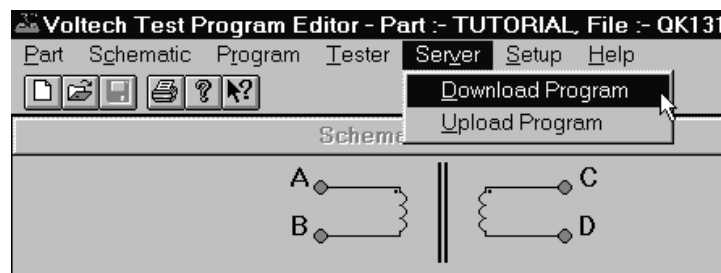 Voltech Test Program Editor - Part :- TUTORIAL, File :- QK131
Part Schematic Program Tester Server Setup Help
Download Program
Upload Program
Scheme
A C
B D